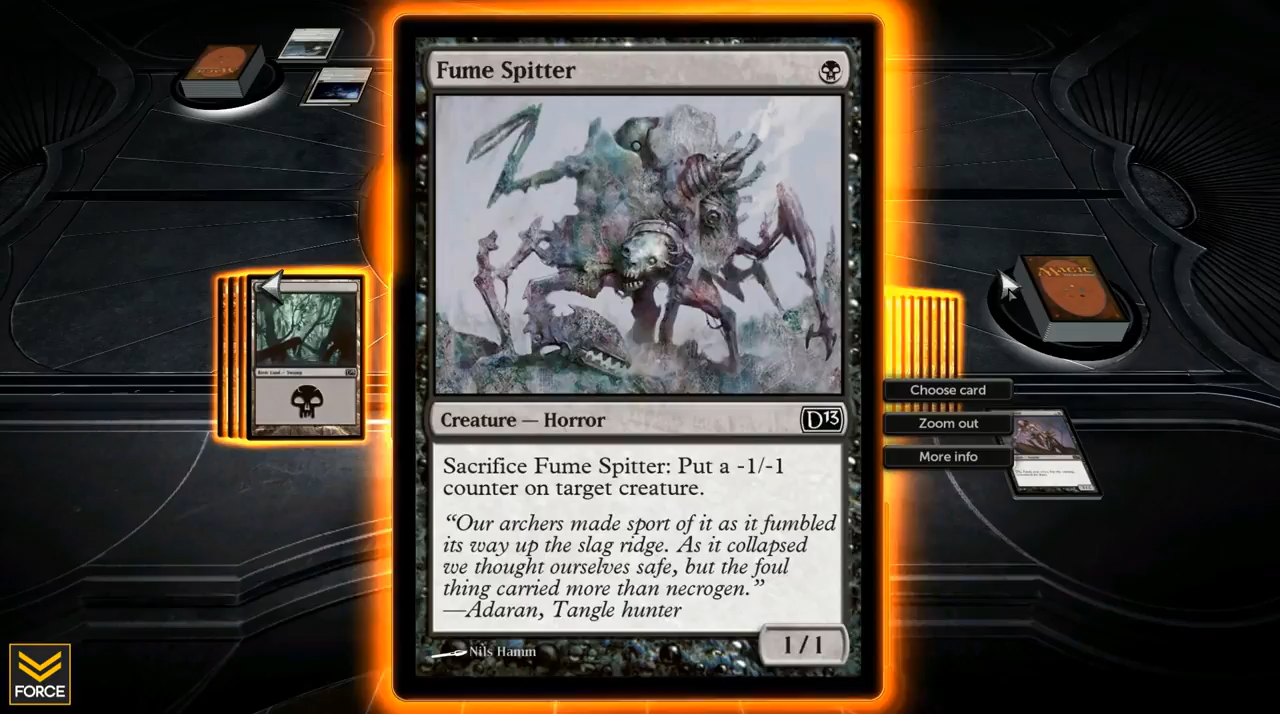 Fume Spitter
MAGIC
Choose card
Creature — Horror
D13
Zoom out
More info
Sacrifice Fume Spitter: Put a -1/-1
counter on target creature.
“Our archers made sport of it as it fumbled
its way up the slag ridge. As it collapsed
we thought ourselves safe, but the foul
thing carried more than necrogen.”
—Adaran, Tangle hunter
1/1
Nils Hamm
FORCE